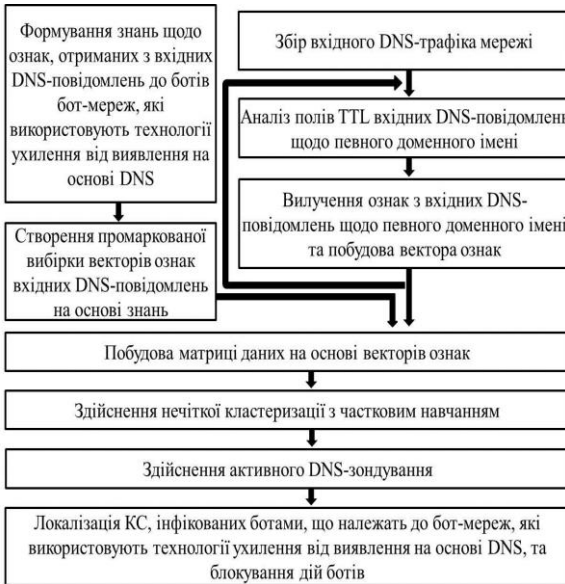 Формування знань щодо
ознак, отриманих з вхідних
DNS-повідомлень до ботів
бот-мереж, які
використовують технології
ухилення від виявлення на
основі DNS
Створення промаркованої
вибірки векторів ознак
вхідних DNS-повідомлень
на основі знань
Збір вхідного DNS-трафіка мережі
Аналіз полів TTL вхідних DNS-повідомлень
щодо певного доменного імені
Вилучення ознак з вхідних DNS-
повідомлень щодо певного доменного імені
та побудова вектора ознак
Побудова матриці даних на основі векторів ознак
Здійснення нечіткої кластеризації з частковим навчанням
Здійснення активного DNS-зондування
Локалізація КС, інфікованих ботами, що належать до бот-мереж, які
використовують технології ухилення від виявлення на основі DNS, та
блокування дій ботів